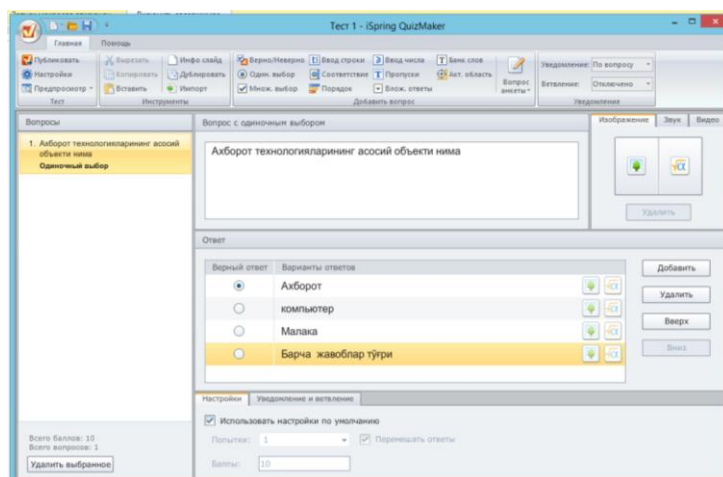 Тест 1 - iSpring QuizMaker
Главная Помощь
Публиковать Вырезать Инфо слайд Верно/Неверно Ввод строки Ввод числа Банк слов Уведомление: По вопросу
Настройки Копировать Дублировать Один. выбор Соответствие Пропуски Акт. область Вопрос анкеты Ветвление: Отключено
Предпросмотр Вставить Импорт Множ. выбор Порядок Влож. ответы
Тест Инструменты Добавить вопрос Уведомление
Вопросы Вопрос с одиночным выбором Изображение Звук Видео
1. Ахборот технологияларининг асосий
объекти нима
Одиночный выбор
Ахборот технологияларининг асосий объекти нима
Удалить
Ответ
Верный ответ Варианты ответов
Ахборот
компьютер
Малака
Барча жавоблар тўғри
Добавить
Удалить
Вверх
Вниз
Настройки Уведомление и ветвление
Использовать настройки по умолчанию
Попытки: 1 Перемешать ответы
Баллы: 10
Всего баллов: 10
Всего вопросов: 1
Удалить выбранное